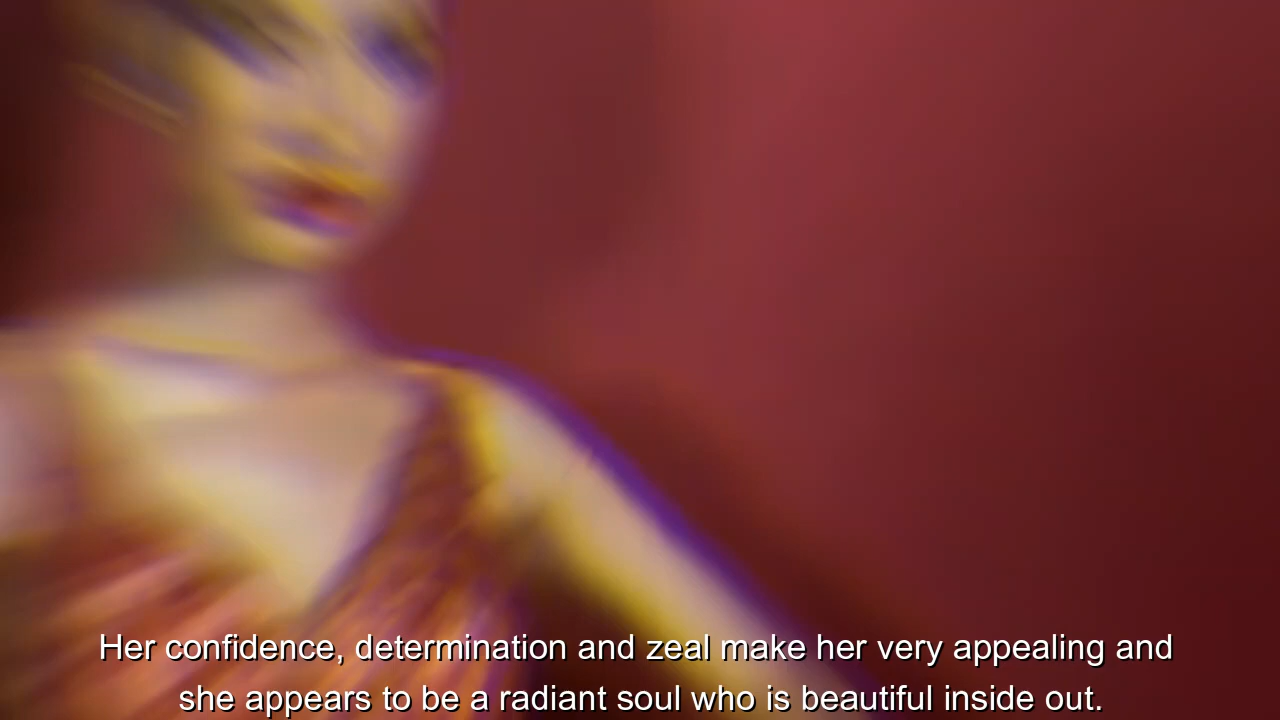 Her confidence, determination and zeal make her very appealing and
she appears to be a radiant soul who is beautiful inside out.